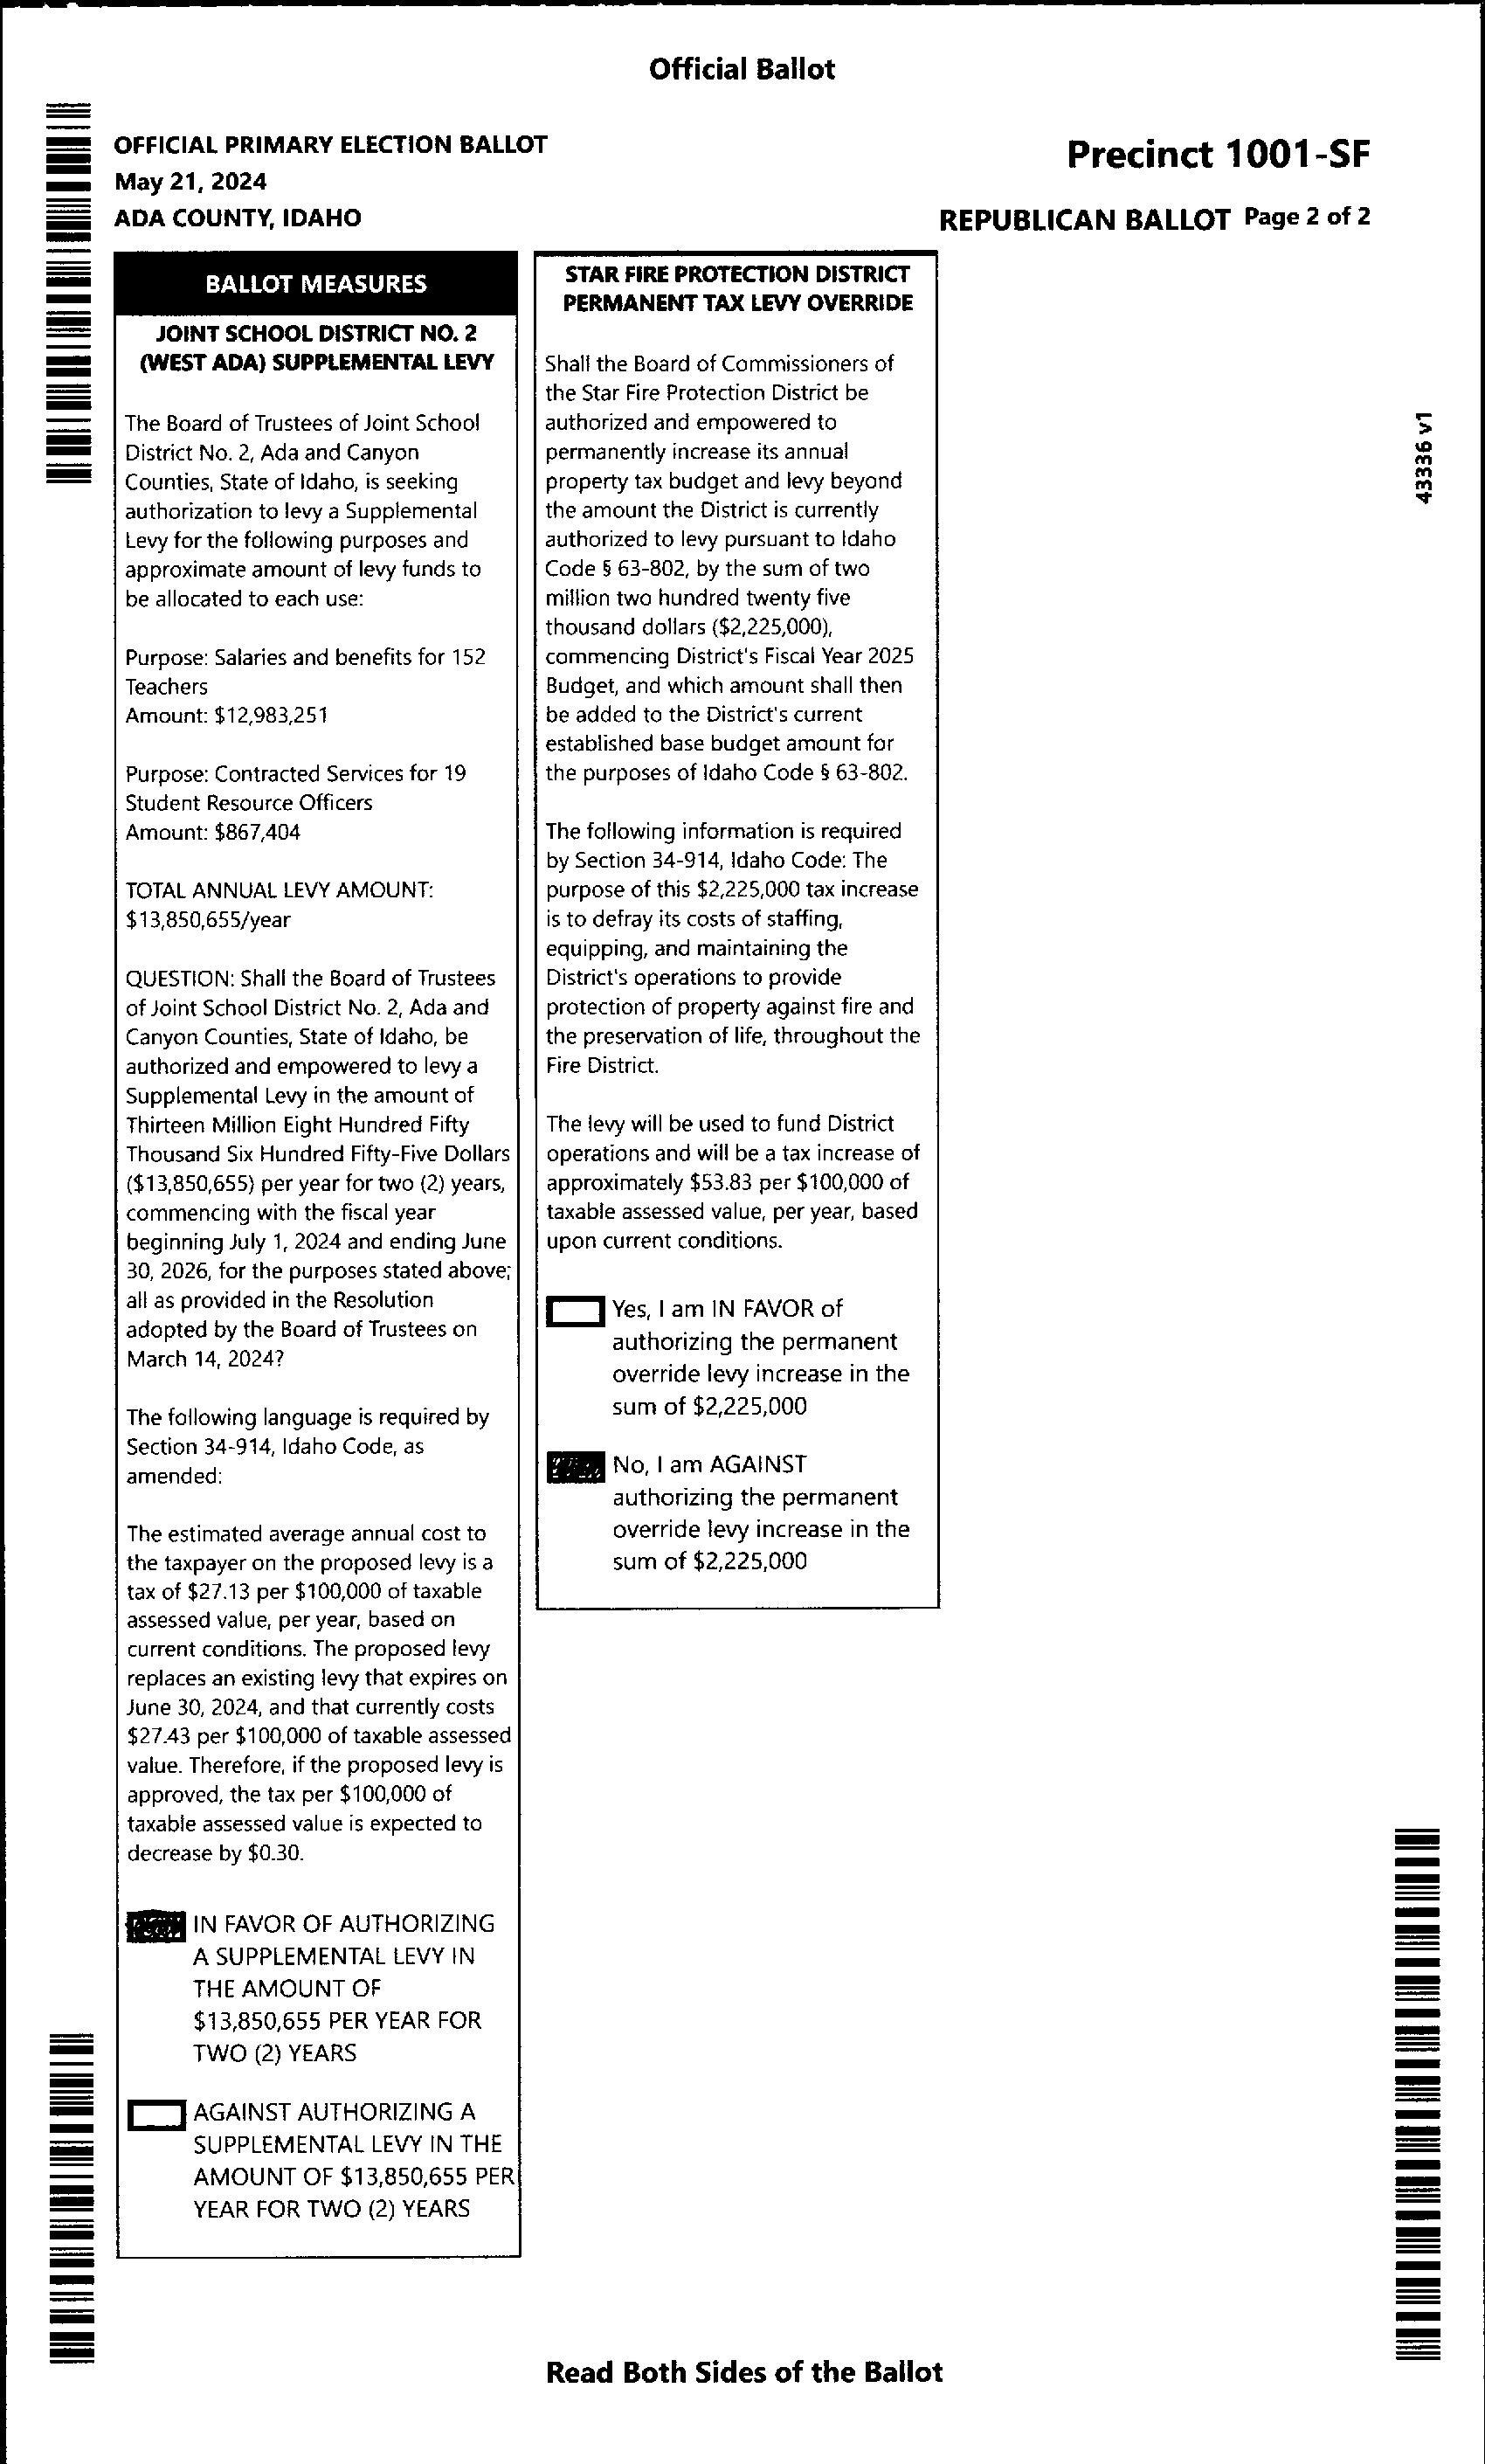 Official Ballot
OFFICIAL PRIMARY ELECTION BALLOT
May 21, 2024
ADA COUNTY, IDAHO
Precinct 1001-SF
REPUBLICAN BALLOT Page 2 of 2
BALLOT MEASURES
JOINT SCHOOL DISTRICT NO. 2
(WEST ADA) SUPPLEMENTAL LEVY
The Board of Trustees of Joint School
District No. 2, Ada and Canyon
Counties, State of Idaho, is seeking
authorization to levy a Supplemental
Levy for the following purposes and
approximate amount of levy funds to
be allocated to each use:
Purpose: Salaries and benefits for 152
Teachers
Amount: $12,983,251
Purpose: Contracted Services for 19
Student Resource Officers
Amount: $867,404
TOTAL ANNUAL LEVY AMOUNT:
$13,850,655/year
QUESTION: Shall the Board of Trustees
of Joint School District No. 2, Ada and
Canyon Counties, State of Idaho, be
authorized and empowered to levy a
Supplemental Levy in the amount of
Thirteen Million Eight Hundred Fifty
Thousand Six Hundred Fifty-Five Dollars
($13,850,655) per year for two (2) years,
commencing with the fiscal year
beginning July 1, 2024 and ending June
30, 2026, for the purposes stated above;
all as provided in the Resolution
adopted by the Board of Trustees on
March 14, 2024?
The following language is required by
Section 34-914, Idaho Code, as
amended:
The estimated average annual cost to
the taxpayer on the proposed levy is a
tax of $27.13 per $100,000 of taxable
assessed value, per year, based on
current conditions. The proposed levy
replaces an existing levy that expires on
June 30, 2024, and that currently costs
$27.43 per $100,000 of taxable assessed
value. Therefore, if the proposed levy is
approved, the tax per $100,000 of
taxable assessed value is expected to
decrease by $0.30.
IN FAVOR OF AUTHORIZING
A SUPPLEMENTAL LEVY IN
THE AMOUNT OF
$13,850,655 PER YEAR FOR
TWO (2) YEARS
AGAINST AUTHORIZING A
SUPPLEMENTAL LEVY IN THE
AMOUNT OF $13,850,655 PER
YEAR FOR TWO (2) YEARS
STAR FIRE PROTECTION DISTRICT
PERMANENT TAX LEVY OVERRIDE
Shall the Board of Commissioners of
the Star Fire Protection District be
authorized and empowered to
permanently increase its annual
property tax budget and levy beyond
the amount the District is currently
authorized to levy pursuant to Idaho
Code § 63-802, by the sum of two
million two hundred twenty five
thousand dollars ($2,225,000),
commencing District's Fiscal Year 2025
Budget, and which amount shall then
be added to the District's current
established base budget amount for
the purposes of Idaho Code § 63-802.
The following information is required
by Section 34-914, Idaho Code: The
purpose of this $2,225,000 tax increase
is to defray its costs of staffing,
equipping, and maintaining the
District's operations to provide
protection of property against fire and
the preservation of life, throughout the
Fire District.
The levy will be used to fund District
operations and will be a tax increase of
approximately $53.83 per $100,000 of
taxable assessed value, per year, based
upon current conditions.
Yes, I am IN FAVOR of
authorizing the permanent
override levy increase in the
sum of $2,225,000
No, I am AGAINST
authorizing the permanent
override levy increase in the
sum of $2,225,000
43336 v1
Read Both Sides of the Ballot